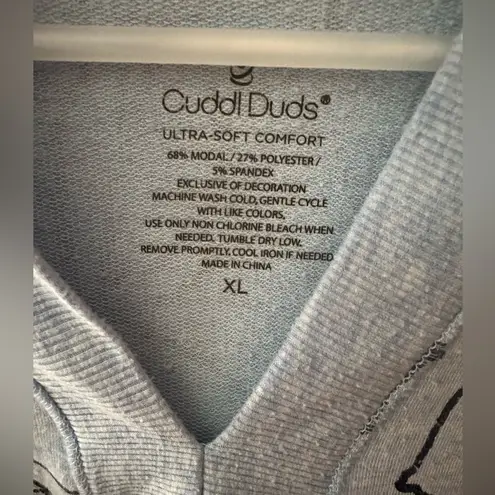 Cuddl Duds®
ULTRA-SOFT COMFORT
68% MODAL / 27% POLYESTER /
5% SPANDEX
EXCLUSIVE OF DECORATION
MACHINE WASH COLD, GENTLE CYCLE
WITH LIKE COLORS,
USE ONLY NON CHLORINE BLEACH WHEN
NEEDED, TUMBLE DRY LOW.
REMOVE PROMPTLY, COOL IRON IF NEEDED
MADE IN CHINA
XL